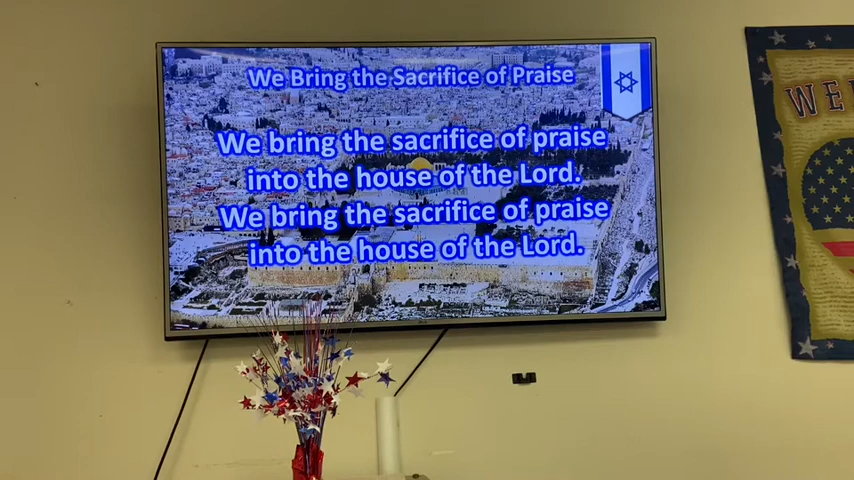 We Bring the Sacrifice of Praise
We bring the sacrifice of praise
into the house of the Lord.
We bring the sacrifice of praise
into the house of the Lord.
WE